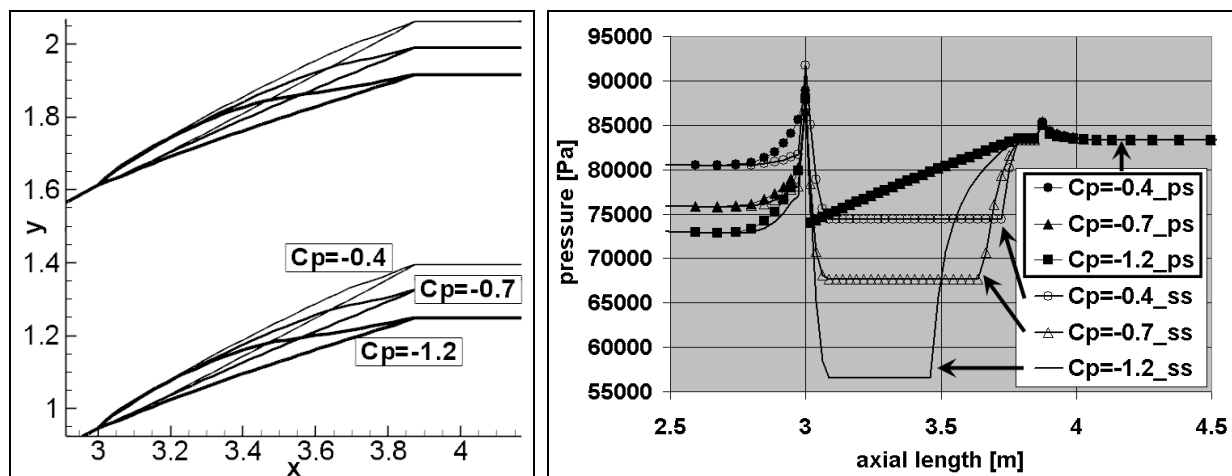 2
1.8
1.6
1.4
1.2
1
y
3
3.2
3.4
3.6
3.8
4
x
Cp=-0.4
Cp=-0.7
Cp=-1.2
95000
90000
85000
80000
75000
70000
65000
60000
55000
pressure [Pa]
2.5
3
3.5
4
4.5
axial length [m]
Cp=-0.4_ps
Cp=-0.7_ps
Cp=-1.2_ps
Cp=-0.4_ss
Cp=-0.7_ss
Cp=-1.2_ss